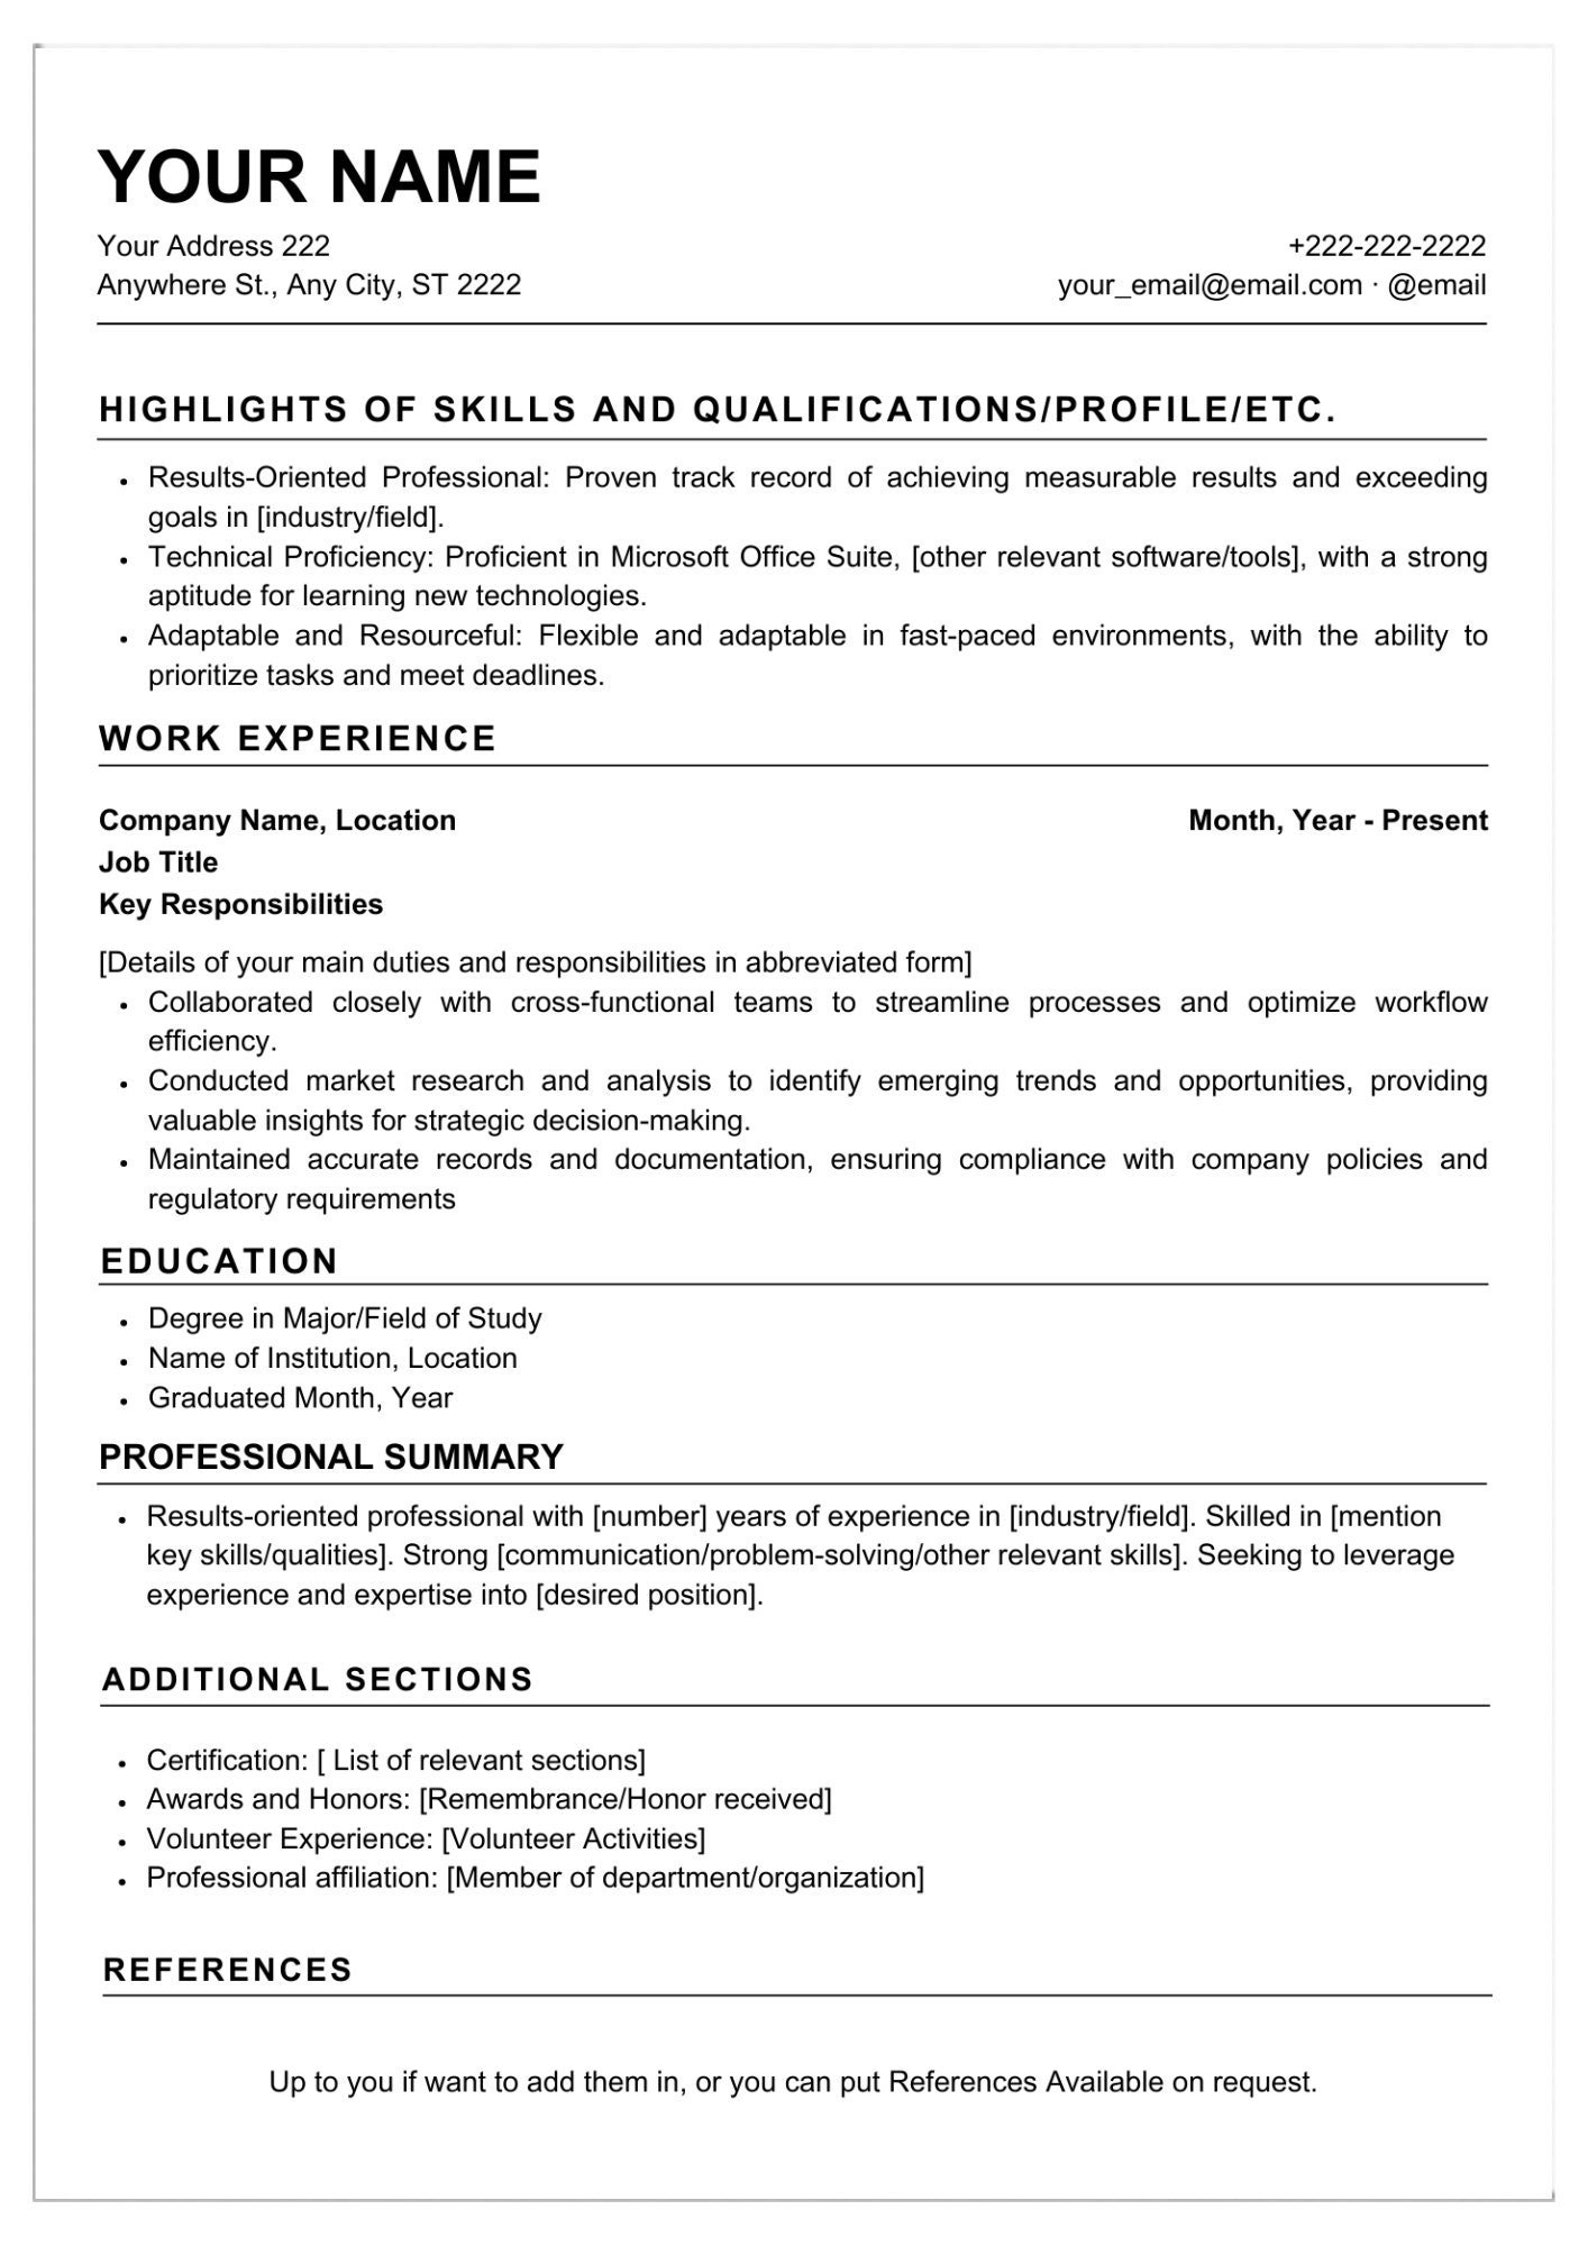 YOUR NAME
Your Address 222
+222-222-2222
Anywhere St., Any City, ST 2222
your_email@email.com · @email
HIGHLIGHTS OF SKILLS AND QUALIFICATIONS/PROFILE/ETC.
• Results-Oriented Professional: Proven track record of achieving measurable results and exceeding
goals in [industry/field].
• Technical Proficiency: Proficient in Microsoft Office Suite, [other relevant software/tools], with a strong
aptitude for learning new technologies.
• Adaptable and Resourceful: Flexible and adaptable in fast-paced environments, with the ability to
prioritize tasks and meet deadlines.
WORK EXPERIENCE
Company Name, Location
Month, Year - Present
Job Title
Key Responsibilities
[Details of your main duties and responsibilities in abbreviated form]
• Collaborated closely with cross-functional teams to streamline processes and optimize workflow
efficiency.
• Conducted market research and analysis to identify emerging trends and opportunities, providing
valuable insights for strategic decision-making.
• Maintained accurate records and documentation, ensuring compliance with company policies and
regulatory requirements
EDUCATION
• Degree in Major/Field of Study
• Name of Institution, Location
• Graduated Month, Year
PROFESSIONAL SUMMARY
• Results-oriented professional with [number] years of experience in [industry/field]. Skilled in [mention
key skills/qualities]. Strong [communication/problem-solving/other relevant skills]. Seeking to leverage
experience and expertise into [desired position].
ADDITIONAL SECTIONS
• Certification: [ List of relevant sections]
• Awards and Honors: [Remembrance/Honor received]
• Volunteer Experience: [Volunteer Activities]
• Professional affiliation: [Member of department/organization]
REFERENCES
Up to you if want to add them in, or you can put References Available on request.